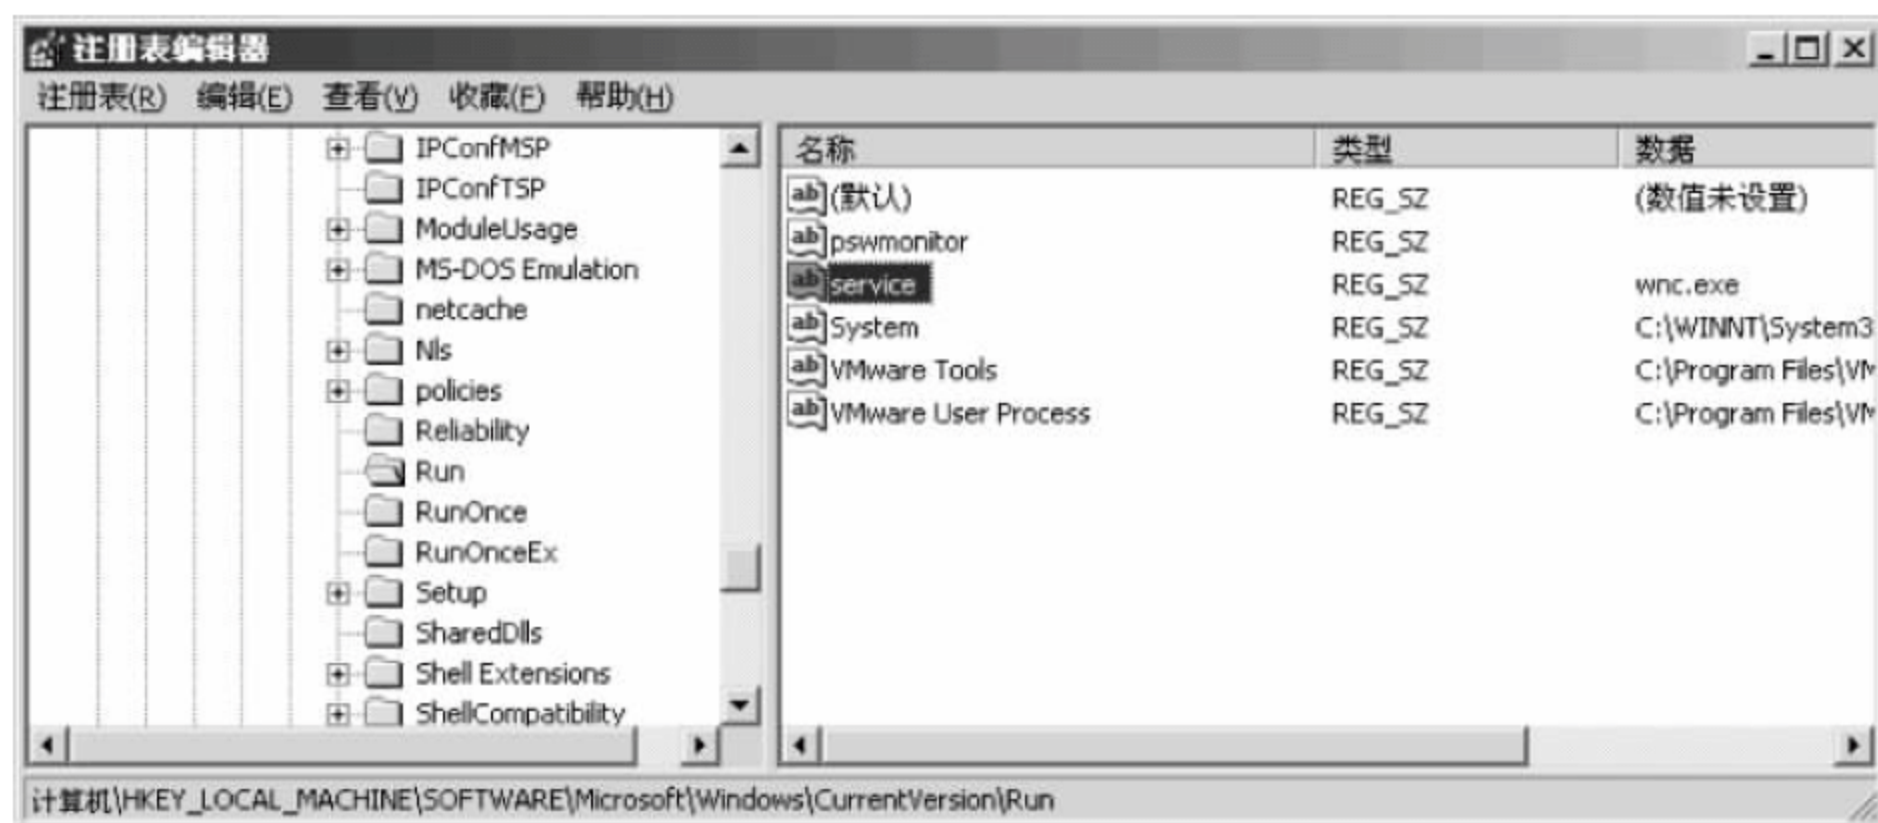 注册表编辑器
注册表(R) 编辑(E) 查看(V) 收藏(F) 帮助(H)
IPConfMSP
IPConfTSP
ModuleUsage
MS-DOS Emulation
netcache
Nls
policies
Reliability
Run
RunOnce
RunOnceEx
Setup
SharedDlls
Shell Extensions
ShellCompatibility
名称 类型 数据
(默认) REG_SZ (数值未设置)
pswmonitor REG_SZ
service REG_SZ wnc.exe
System REG_SZ C:\WINNT\System3
VMware Tools REG_SZ C:\Program Files\VM
VMware User Process REG_SZ C:\Program Files\VM
计算机\HKEY_LOCAL_MACHINE\SOFTWARE\Microsoft\Windows\CurrentVersion\Run